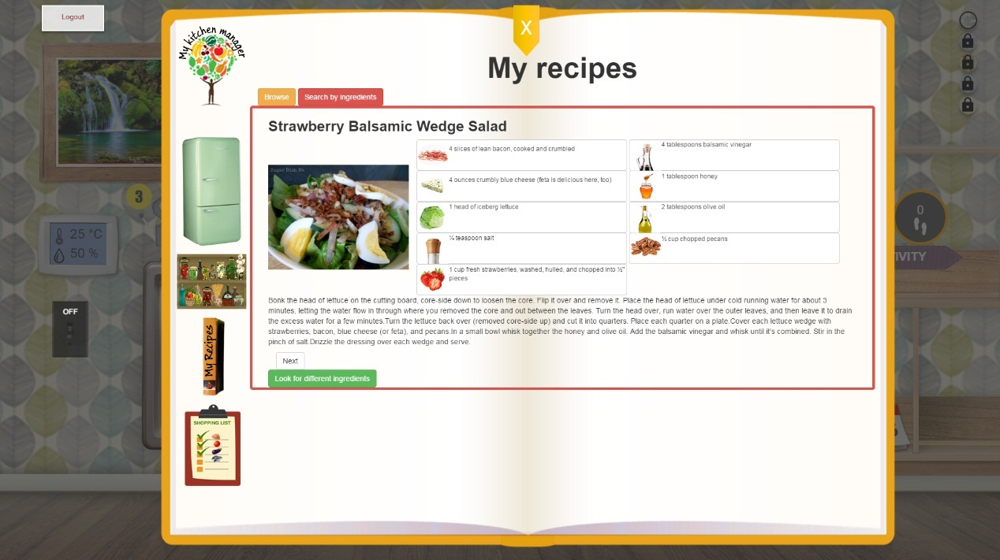 Logout
X
My kitchen manager
My recipes
Browse
Search by ingredients
Strawberry Balsamic Wedge Salad
4 slices of lean bacon, cooked and crumbled
4 tablespoons balsamic vinegar
4 ounces crumbly blue cheese (feta is delicious here, too)
1 tablespoon honey
1 head of iceberg lettuce
2 tablespoons olive oil
¼ teaspoon salt
½ cup chopped pecans
1 cup fresh strawberries, washed, hulled, and chopped into ½"
pieces
Bonk the head of lettuce on the cutting board, core-side down to loosen the core. Flip it over and remove it. Place the head of lettuce under cold running water for about 3
minutes, letting the water flow in through where you removed the core and out between the leaves. Turn the head over, run water over the outer leaves, and then leave it to drain
the excess water for a few minutes.Turn the lettuce back over (removed core-side up) and cut it into quarters. Place each quarter on a plate.Cover each lettuce wedge with
strawberries, bacon, blue cheese (or feta), and pecans.In a small bowl whisk together the honey and olive oil. Add the balsamic vinegar and whisk until it's combined. Stir in the
pinch of salt.Drizzle the dressing over each wedge and serve.
Next
Look for different ingredients
3
25 °C
50 %
OFF
My Recipes
SHOPPING LIST
0
IVITY